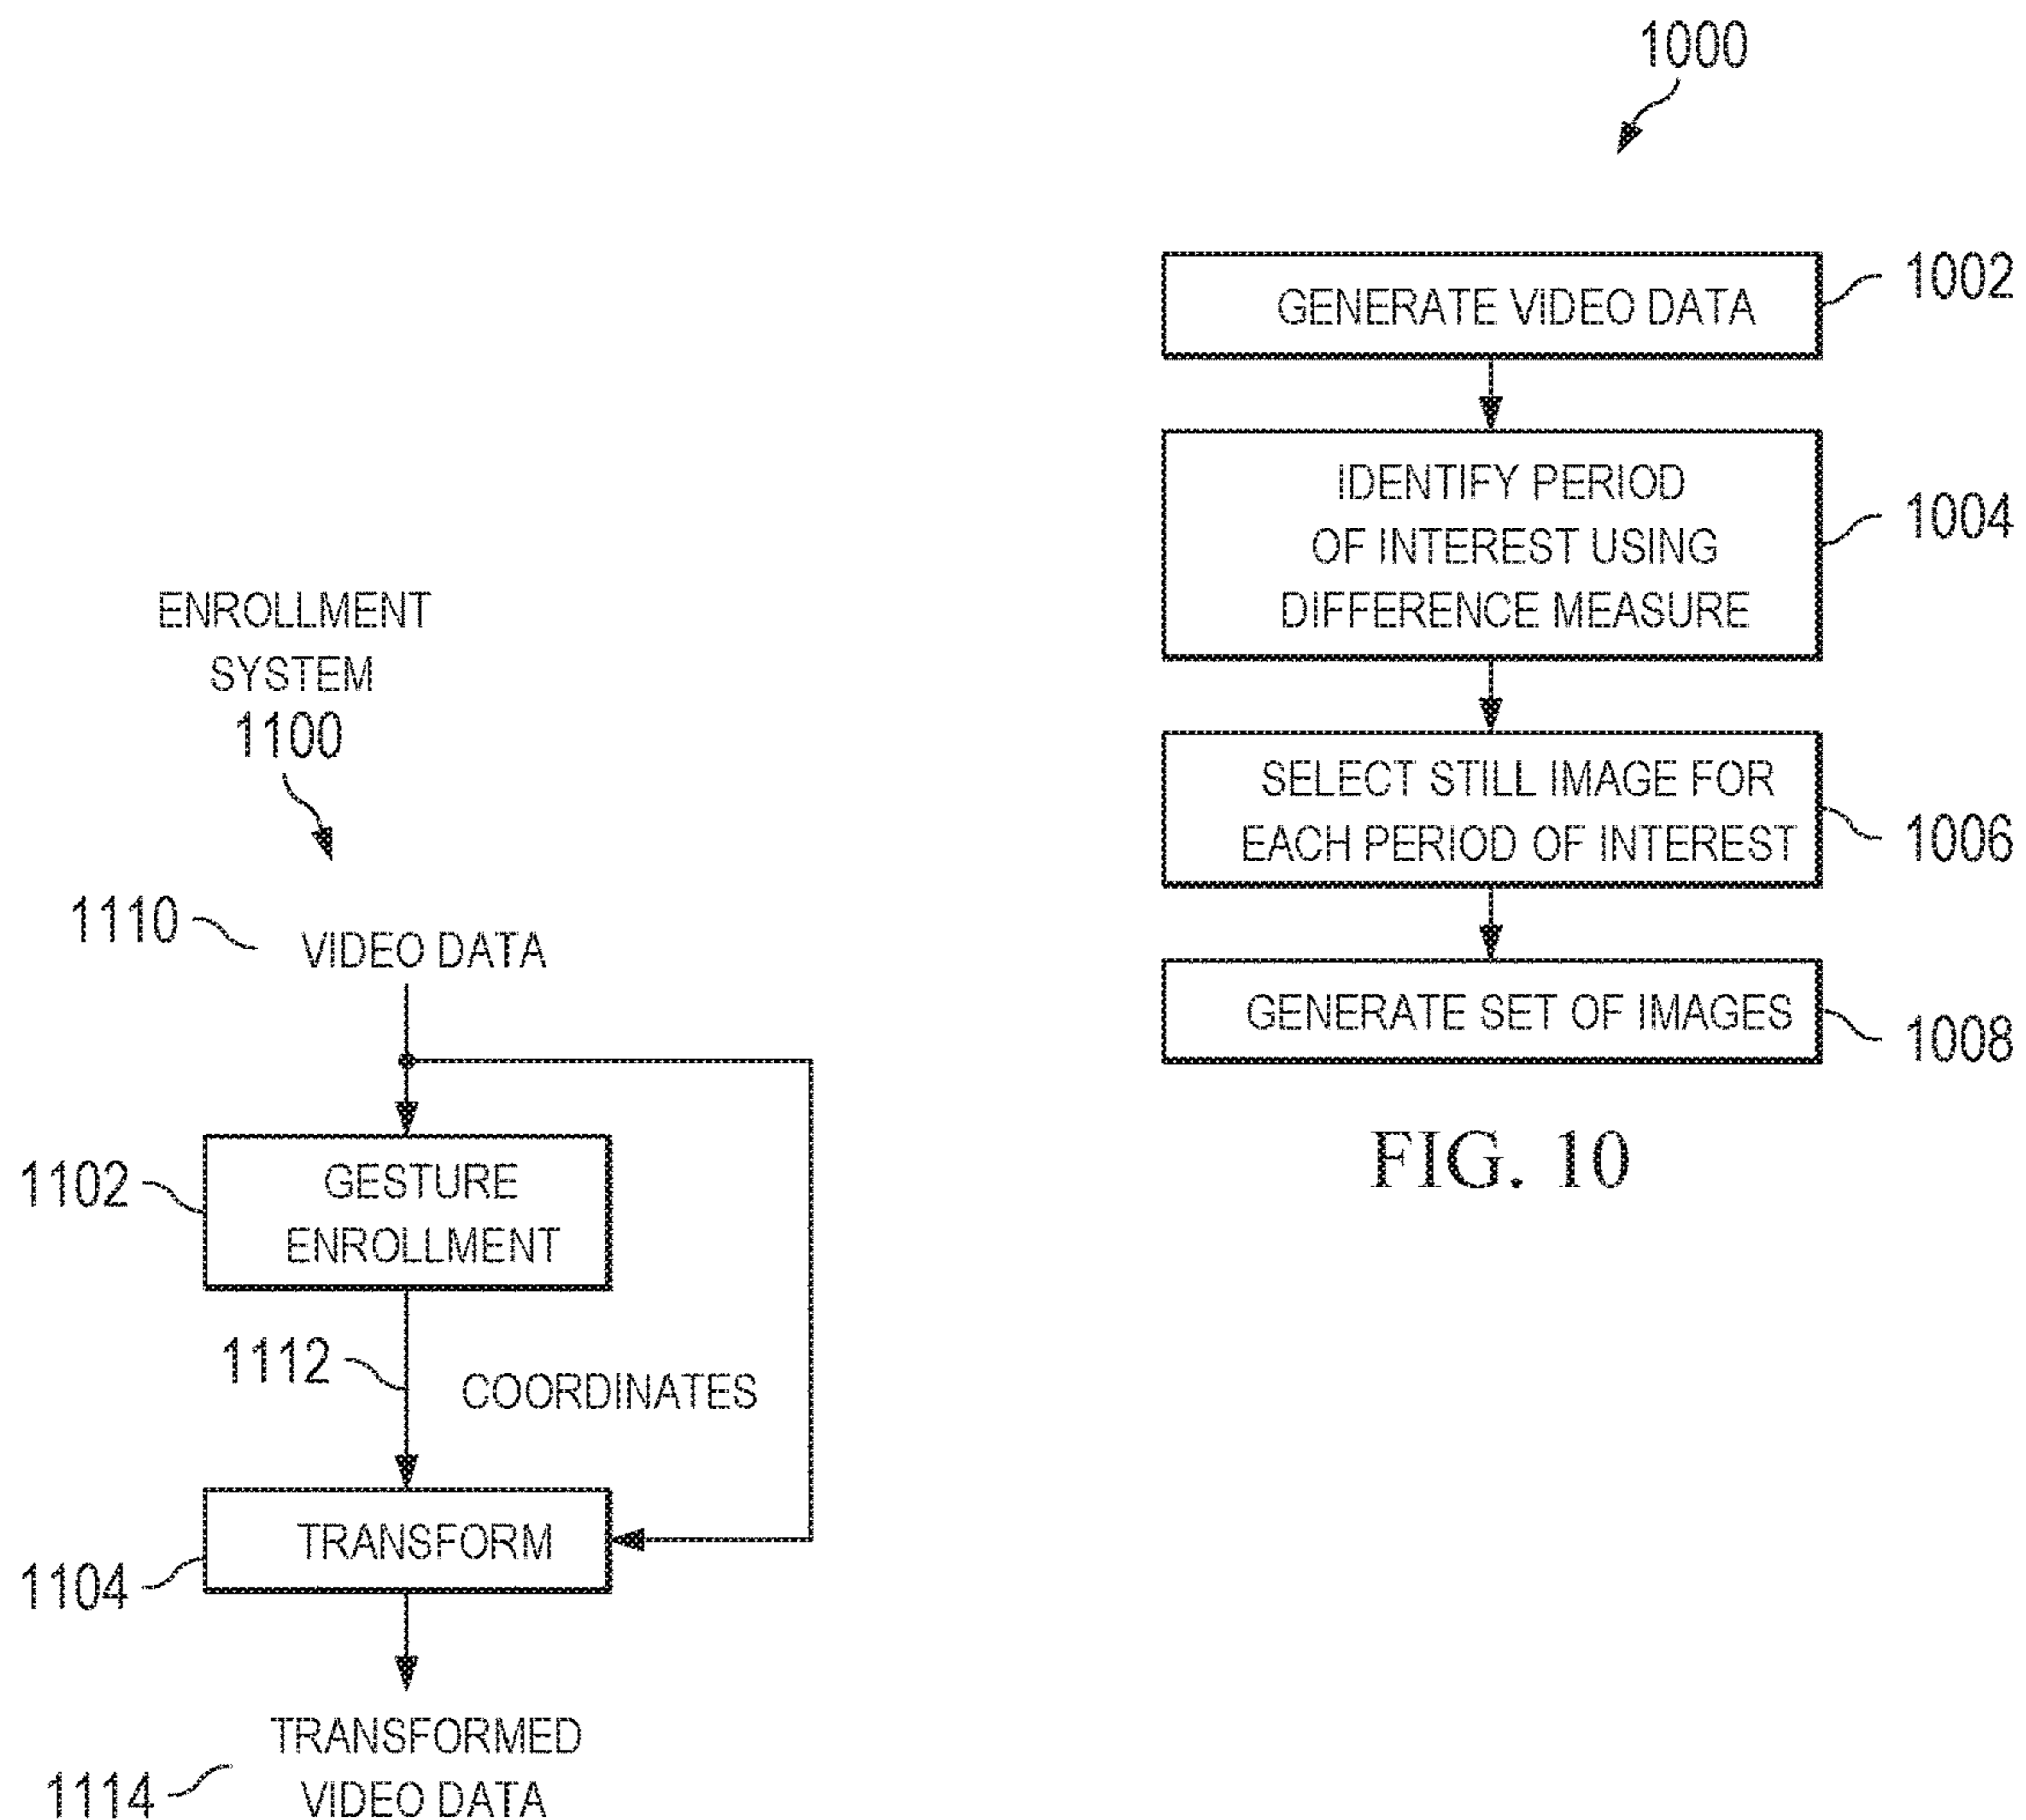 1000
GENERATE VIDEO DATA
1002
IDENTIFY PERIOD
OF INTEREST USING
DIFFERENCE MEASURE
1004
SELECT STILL IMAGE FOR
EACH PERIOD OF INTEREST
1006
GENERATE SET OF IMAGES
1008
FIG. 10
ENROLLMENT
SYSTEM
1100
1110
VIDEO DATA
1102
GESTURE
ENROLLMENT
1112
COORDINATES
TRANSFORM
1104
TRANSFORMED
VIDEO DATA
1114